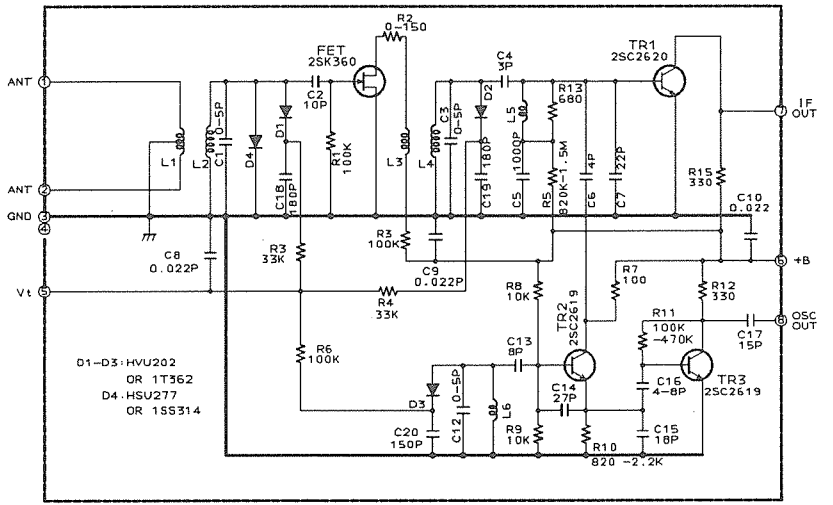 R2
0-150
FET
2SK360
TR1
2SC2620
C4
3P
ANT 1
C2
10P
D2
R13
680
7 IF
OUT
L1
L2
C1
0-5P
D4
D1
C18
180P
R1
100K
L3
L4
C3
0-5P
180P
C19
L5
1000P
C5
R5
820K-1.5M
C6
4P
C7
22P
R15
330
C10
0.022
ANT 2
GND 3
4
C8
0.022P
R3
33K
R3
100K
C9
0.022P
6 +B
Vt 5
R4
33K
R8
10K
R7
100
R12
330
TR2
2SC2619
R11
100K
-470K
C17
15P
8 OSC
OUT
R6
100K
C13
8P
TR3
2SC2619
D1-D3:HVU202
OR 1T362
D4:HSU277
OR 1SS314
D3
0-5P
C12
L6
C14
27P
C16
4-8P
C20
150P
R9
10K
R10
820 -2.2K
C15
18P